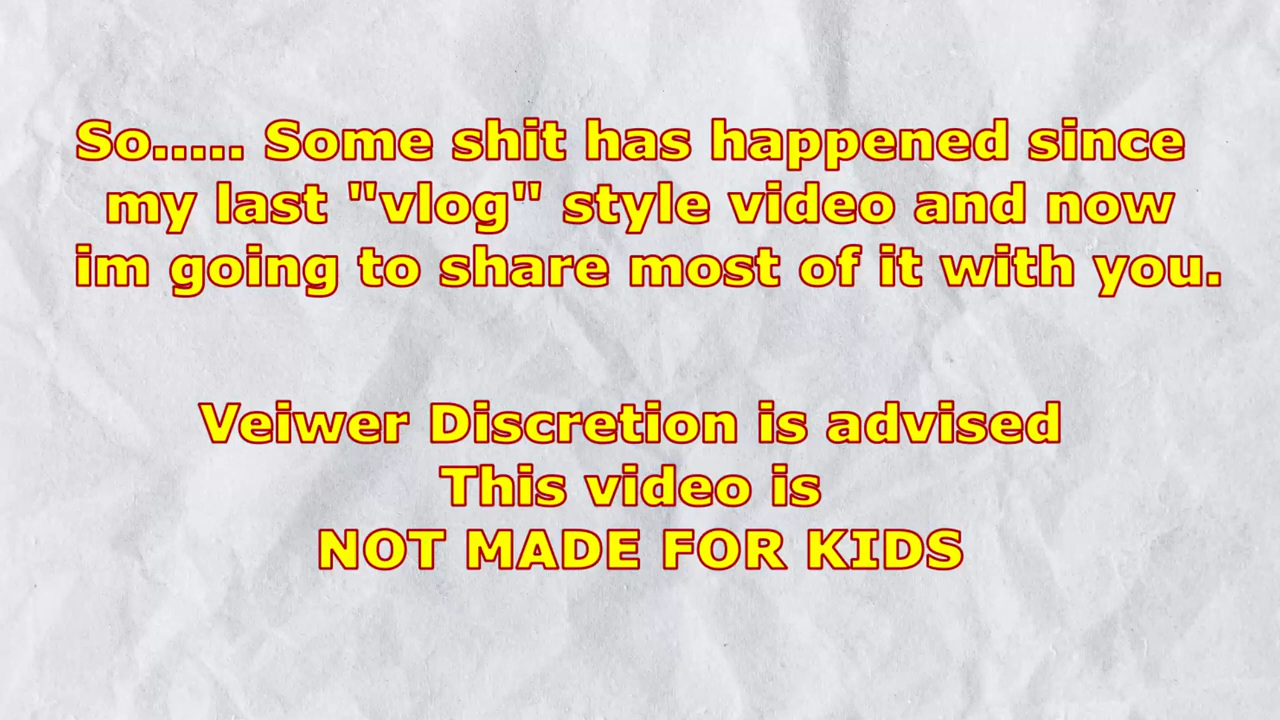 So..... Some shit has happened since
my last "vlog" style video and now
im going to share most of it with you.
Veiwer Discretion is advised
This video is
NOT MADE FOR KIDS